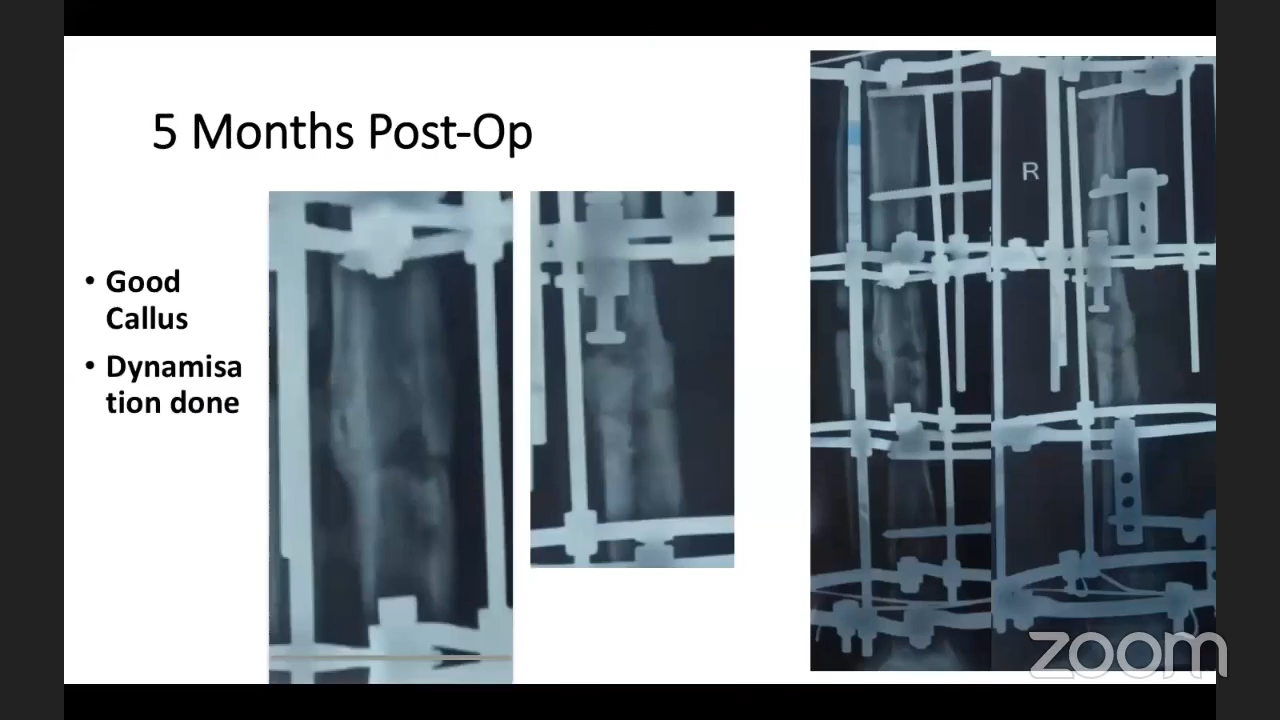 5 Months Post-Op
• Good
Callus
• Dynamisa
tion done
R
zoom